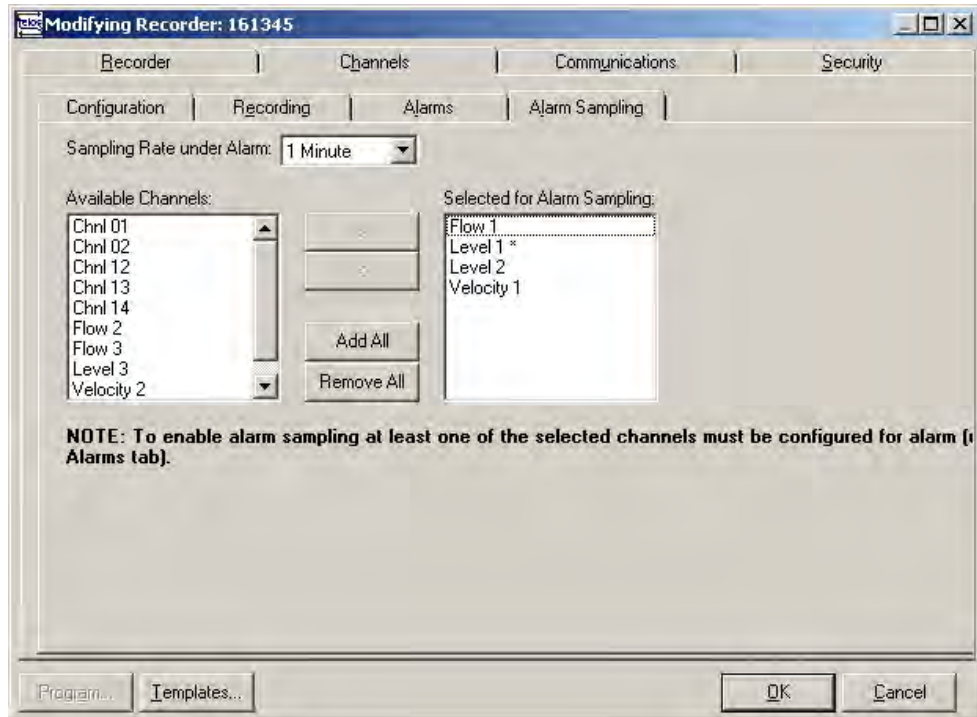 telog Modifying Recorder: 161345
Recorder Channels Communications Security
Configuration Recording Alarms Alarm Sampling
Sampling Rate under Alarm: 1 Minute
Available Channels:
Chnl 01
Chnl 02
Chnl 12
Chnl 13
Chnl 14
Flow 2
Flow 3
Level 3
Velocity 2
Add All
Remove All
Selected for Alarm Sampling:
Flow 1
Level 1 *
Level 2
Velocity 1
NOTE: To enable alarm sampling at least one of the selected channels must be configured for alarm (
Alarms tab).
Program... Templates... OK Cancel